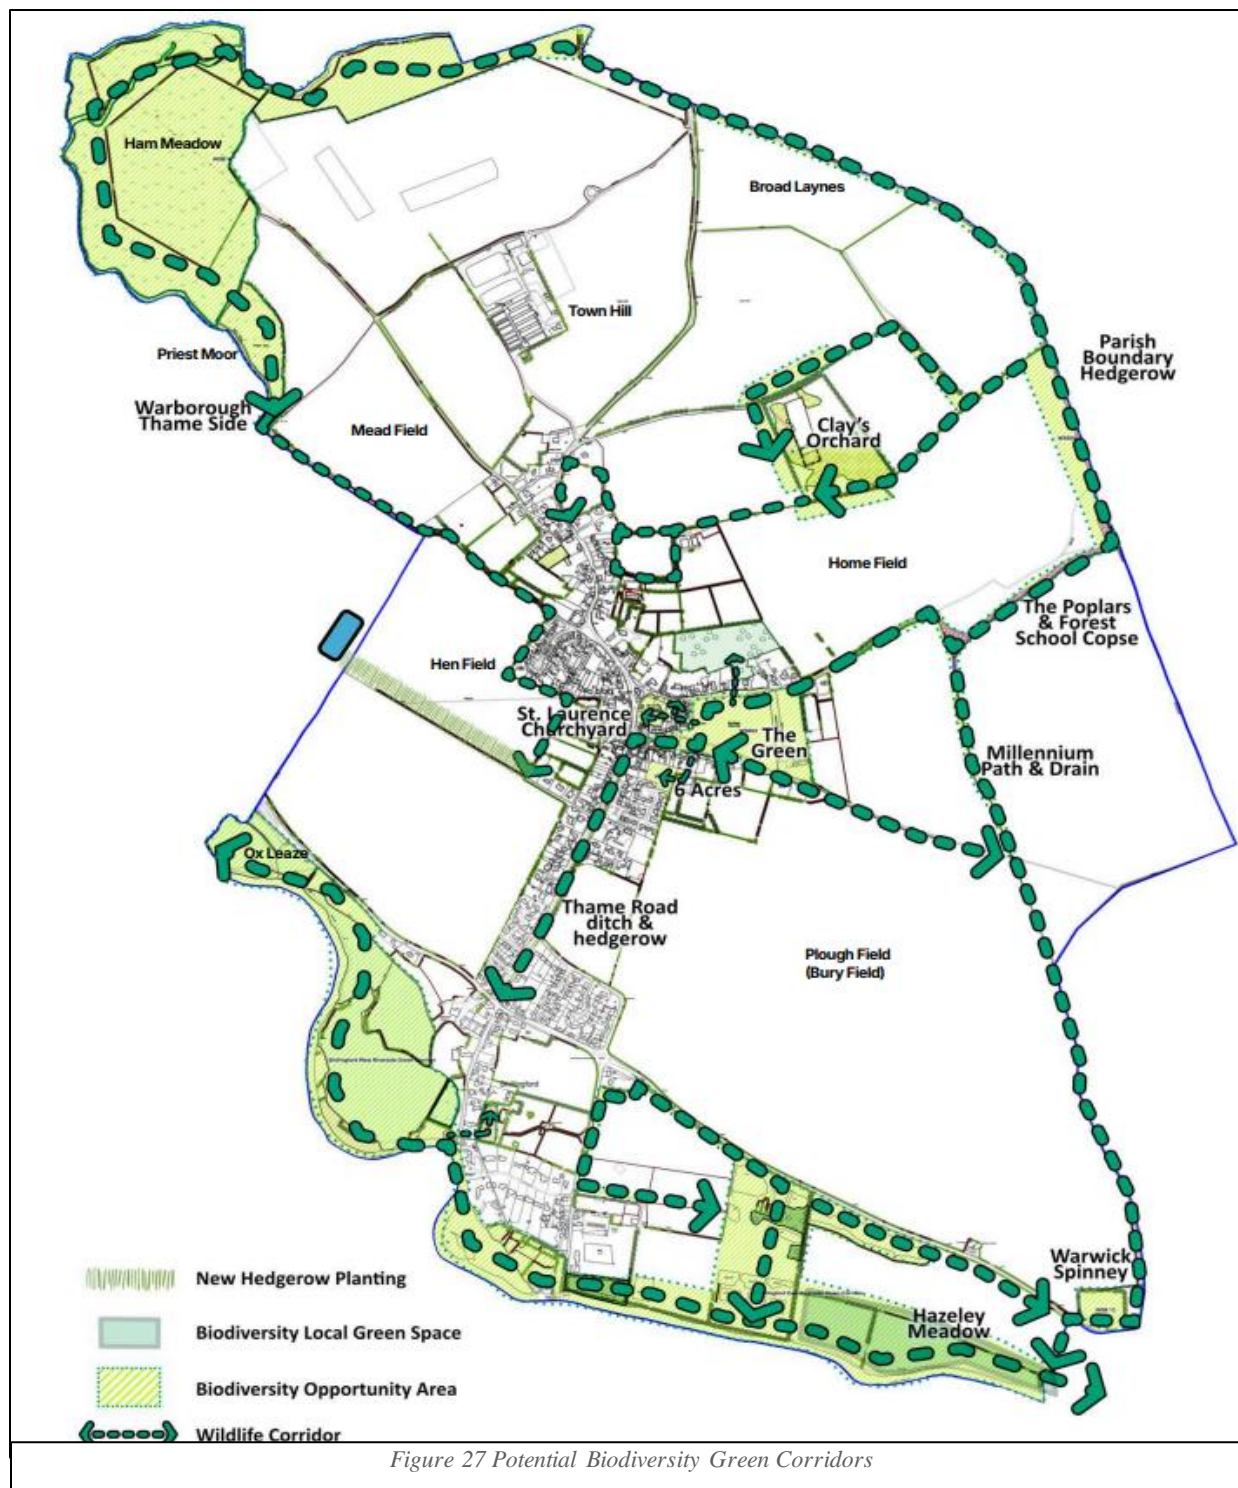 Ham Meadow
Broad Laynes
Town Hill
Priest Moor
Parish
Boundary
Hedgerow
Warborough
Thame Side
Mead Field
Clay's
Orchard
Home Field
The Poplars
& Forest
School Copse
Hen Field
St. Laurence
Churchyard
The
Green
Millennium
Path & Drain
6 Acres
Ox Leaze
Thame Road
ditch &
hedgerow
Plough Field
(Bury Field)
Shillingford
Warwick
Spinney
Hazeley
Meadow
New Hedgerow Planting
Biodiversity Local Green Space
Biodiversity Opportunity Area
Wildlife Corridor
Figure 27 Potential Biodiversity Green Corridors